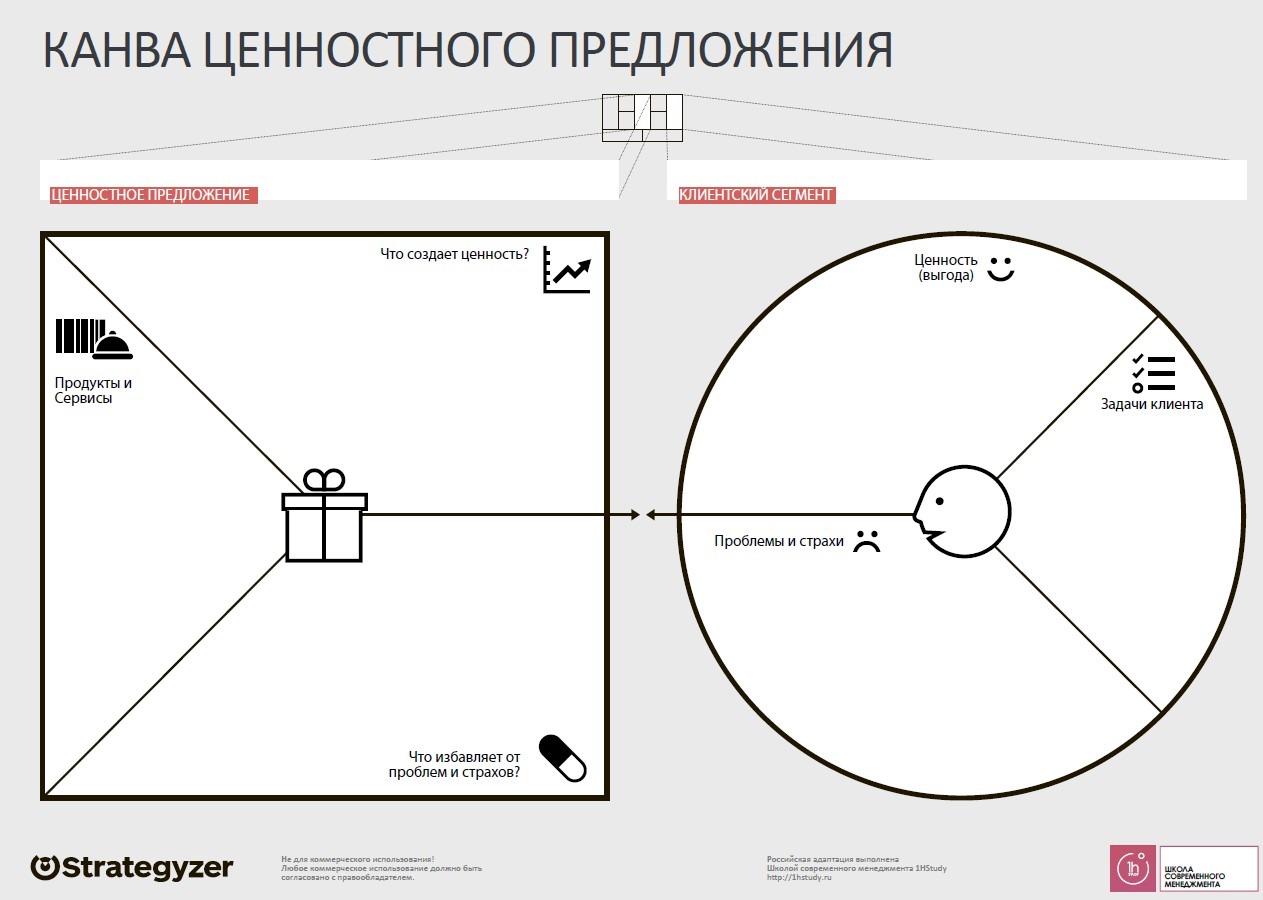 КАНВА ЦЕННОСТНОГО ПРЕДЛОЖЕНИЯ
ЦЕННОСТНОЕ ПРЕДЛОЖЕНИЕ
КЛИЕНТСКИЙ СЕГМЕНТ
Что создает ценность?
Продукты и
Сервисы
Что избавляет от
проблем и страхов?
Ценность
(выгода)
Задачи клиента
Проблемы и страхи
Strategyzer
Не для коммерческого использования!
Любое коммерческое использование должно быть
согласовано с правообладателем.
Российская адаптация выполнена
Школой современного менеджмента 1HStudy
http://1hstudy.ru
1h
ШКОЛА
СОВРЕМЕННОГО
МЕНЕДЖМЕНТА